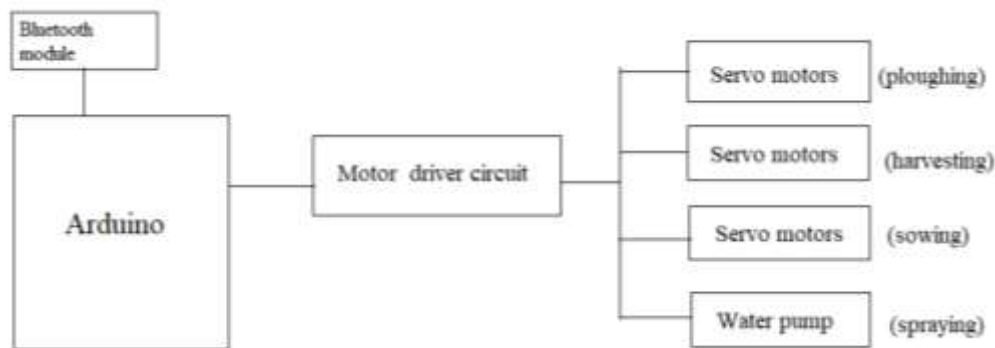 Bluetooth
module
Arduino
Motor driver circuit
Servo motors (ploughing)
Servo motors (harvesting)
Servo motors (sowing)
Water pump (spraying)